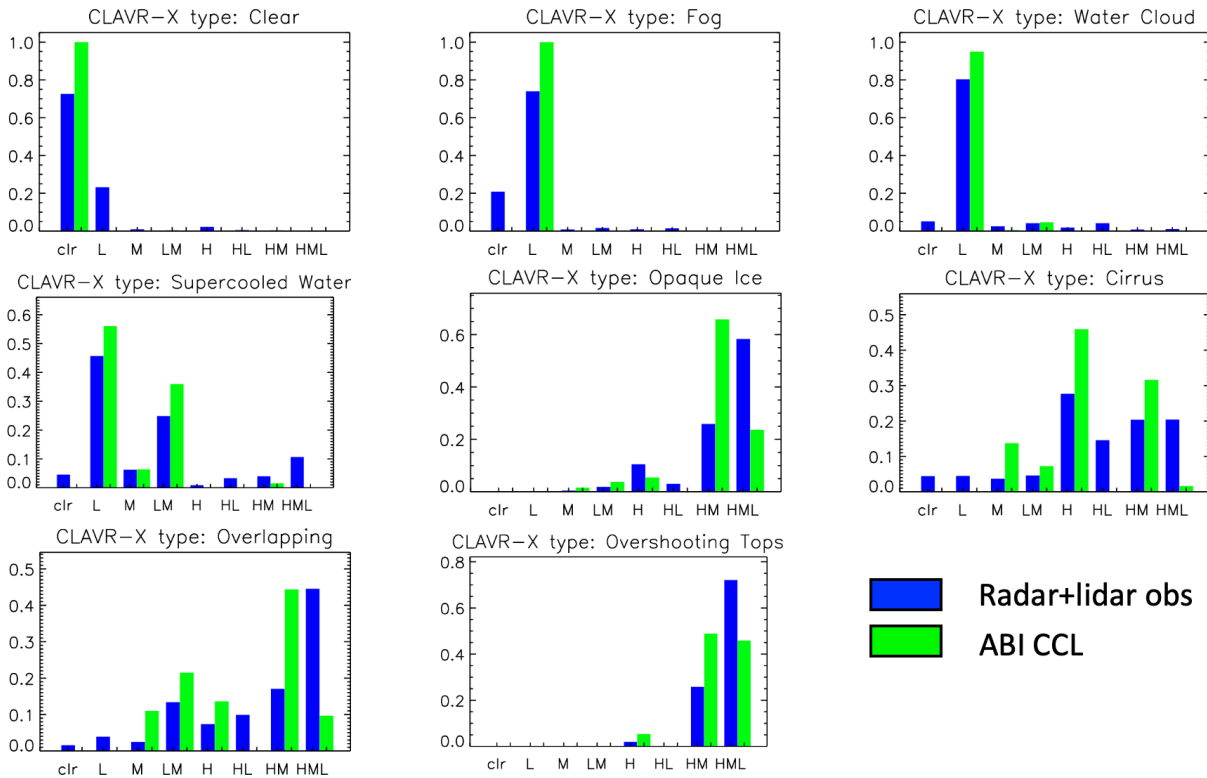 CLAVR-X type: Clear
1.0
0.8
0.6
0.4
0.2
0.0
clr L M LM H HL HM HML
CLAVR-X type: Fog
1.0
0.8
0.6
0.4
0.2
0.0
clr L M LM H HL HM HML
CLAVR-X type: Water Cloud
1.0
0.8
0.6
0.4
0.2
0.0
clr L M LM H HL HM HML
CLAVR-X type: Supercooled Water
0.6
0.5
0.4
0.3
0.2
0.1
0.0
clr L M LM H HL HM HML
CLAVR-X type: Opaque Ice
0.6
0.4
0.2
0.0
clr L M LM H HL HM HML
CLAVR-X type: Cirrus
0.5
0.4
0.3
0.2
0.1
0.0
clr L M LM H HL HM HML
CLAVR-X type: Overlapping
0.5
0.4
0.3
0.2
0.1
0.0
clr L M LM H HL HM HML
CLAVR-X type: Overshooting Tops
0.8
0.6
0.4
0.2
0.0
clr L M LM H HL HM HML
Radar+lidar obs
ABI CCL